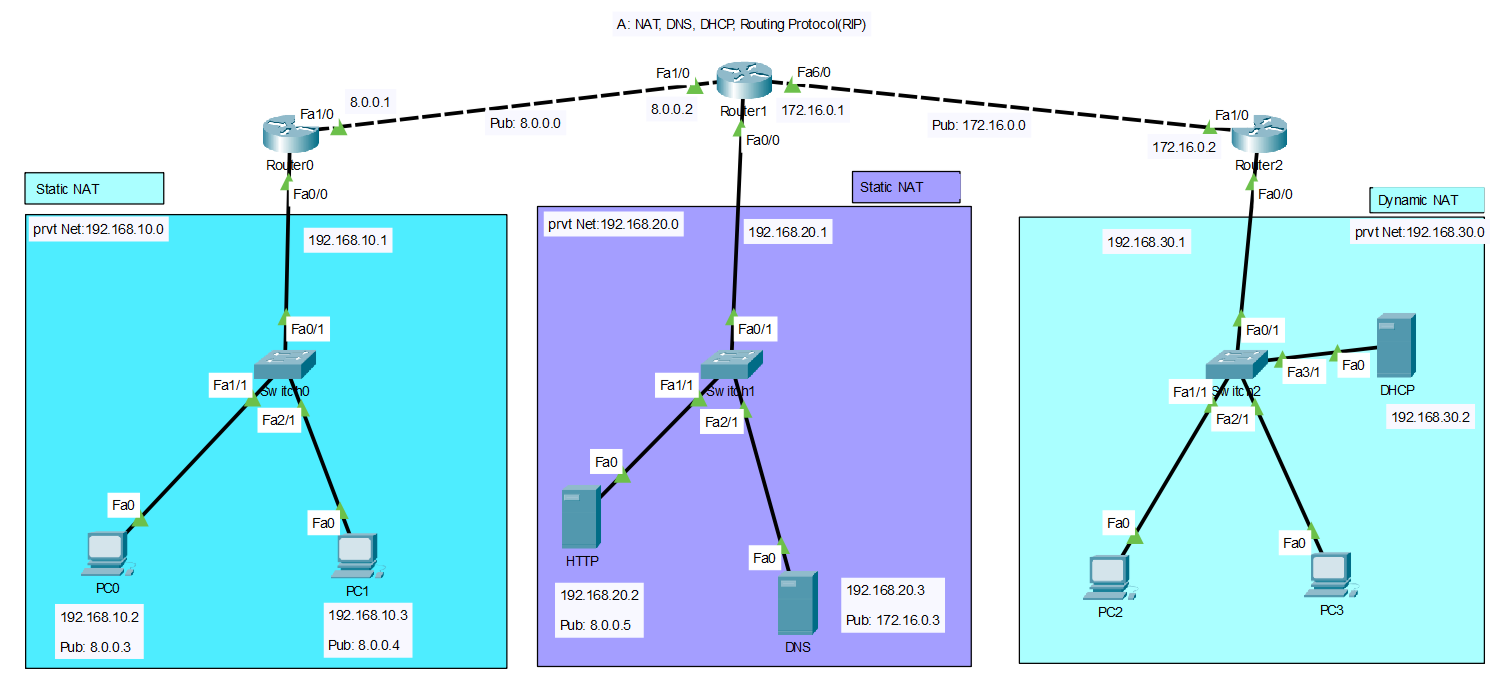 A: NAT, DNS, DHCP, Routing Protocol(RIP)
Fa1/0
Fa6/0
8.0.0.1
8.0.0.2
Router1
172.16.0.1
Fa1/0
Pub: 8.0.0.0
Pub: 172.16.0.0
Fa1/0
Router0
Fa0/0
172.16.0.2
Router2
Static NAT
Fa0/0
Static NAT
Fa0/0
Dynamic NAT
prvt Net:192.168.10.0
192.168.10.1
prvt Net:192.168.20.0
192.168.20.1
192.168.30.1
prvt Net:192.168.30.0
Fa0/1
Switch0
Fa1/1
Fa2/1
Fa0/1
Switch1
Fa1/1
Fa2/1
Fa0/1
Switch2
Fa3/1
Fa0
DHCP
192.168.30.2
Fa1/1
Fa2/1
Fa0
Fa0
PC0
192.168.10.2
Pub: 8.0.0.3
PC1
192.168.10.3
Pub: 8.0.0.4
Fa0
HTTP
192.168.20.2
Pub: 8.0.0.5
Fa0
DNS
192.168.20.3
Pub: 172.16.0.3
Fa0
PC2
Fa0
PC3